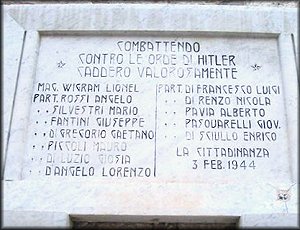 COMBATTENDO
CONTRO LE ORDE DI HITLER
CADDERO VALOROSAMENTE
MAG. WIGRAM LIONEL
PART. ROSSI ANGELO
„ SILVESTRI MARIO
„ FANTINI GIUSEPPE
„ DI GREGORIO GAETANO
„ PICCOLI MAURO
„ DI LUZIO GIOSIA
„ D'ANGELO LORENZO
PART. DI FRANCESCO LUIGI
„ DI RENZO NICOLA
„ PAVIA ALBERTO
„ PASQUARELLI GIOV.
„ DI SCIULLO ENRICO
LA CITTADINANZA
3 FEB. 1944